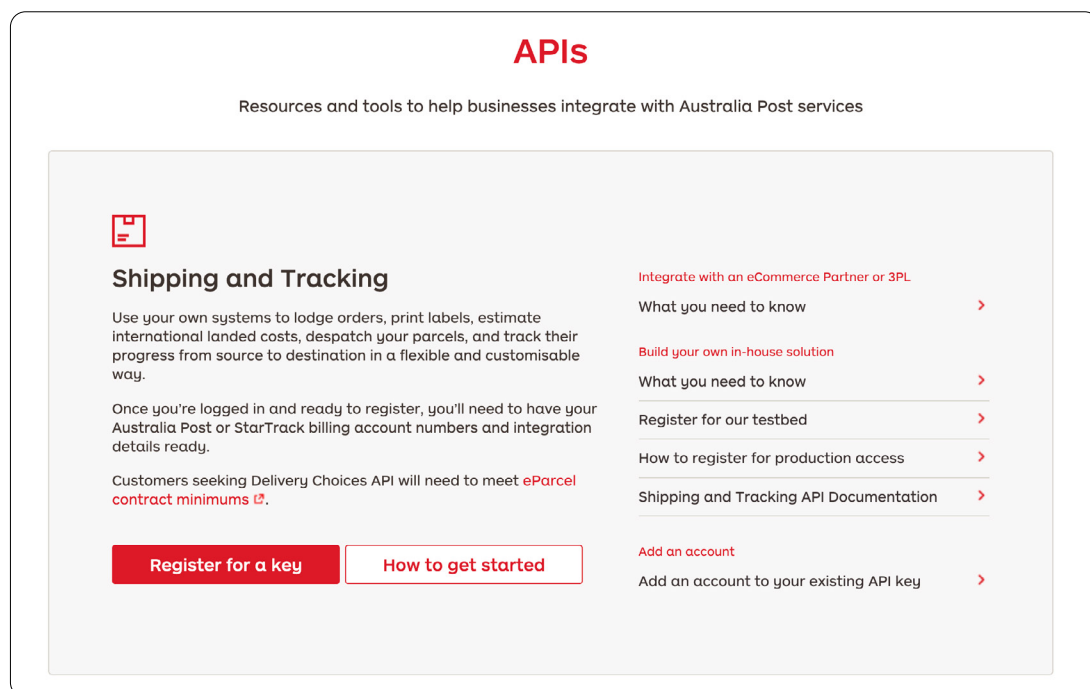 APIs
Resources and tools to help businesses integrate with Australia Post services
Shipping and Tracking
Use your own systems to lodge orders, print labels, estimate
international landed costs, despatch your parcels, and track their
progress from source to destination in a flexible and customisable
way.
Once you're logged in and ready to register, you'll need to have your
Australia Post or StarTrack billing account numbers and integration
details ready.
Customers seeking Delivery Choices API will need to meet eParcel
contract minimums.
Register for a key
How to get started
Integrate with an eCommerce Partner or 3PL
What you need to know
Build your own in-house solution
What you need to know
Register for our testbed
How to register for production access
Shipping and Tracking API Documentation
Add an account
Add an account to your existing API key